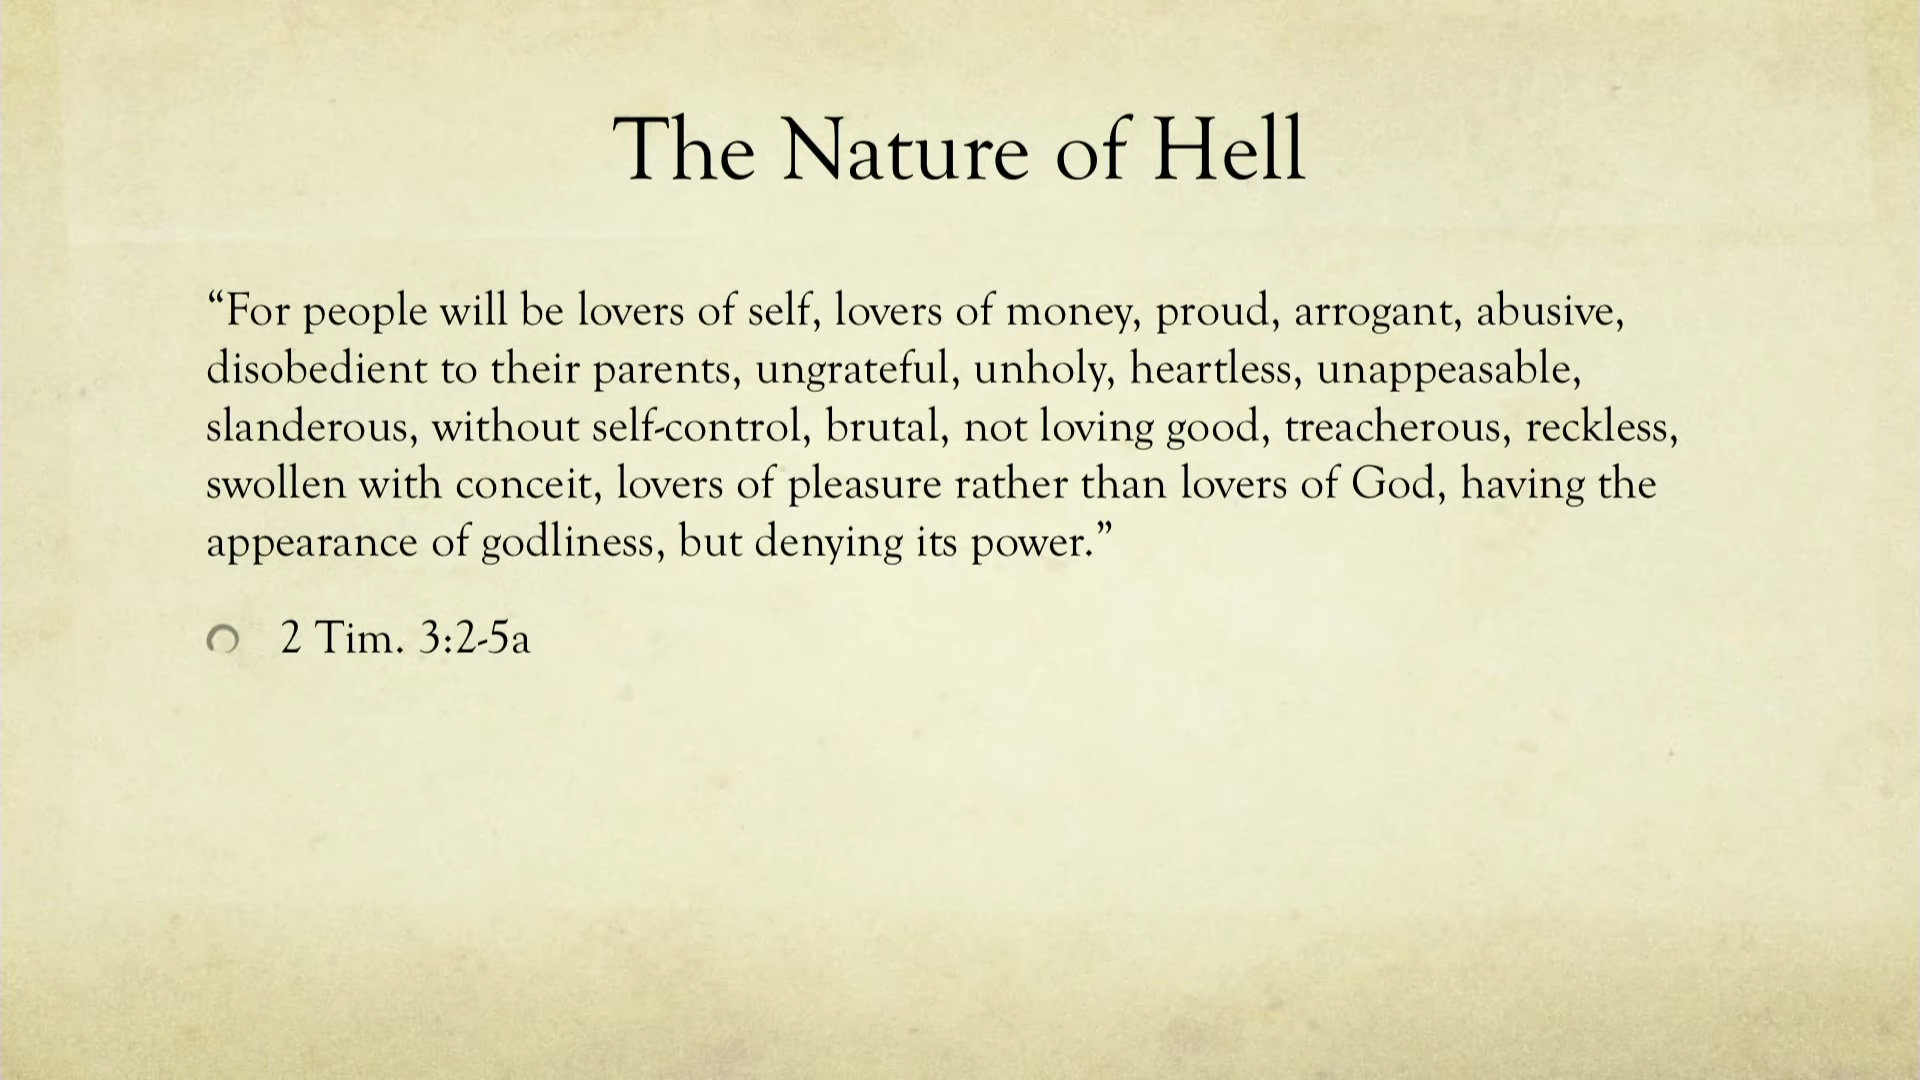 The Nature of Hell
“For people will be lovers of self, lovers of money, proud, arrogant, abusive,
disobedient to their parents, ungrateful, unholy, heartless, unappeasable,
slanderous, without self-control, brutal, not loving good, treacherous, reckless,
swollen with conceit, lovers of pleasure rather than lovers of God, having the
appearance of godliness, but denying its power.”
2 Tim. 3:2-5a